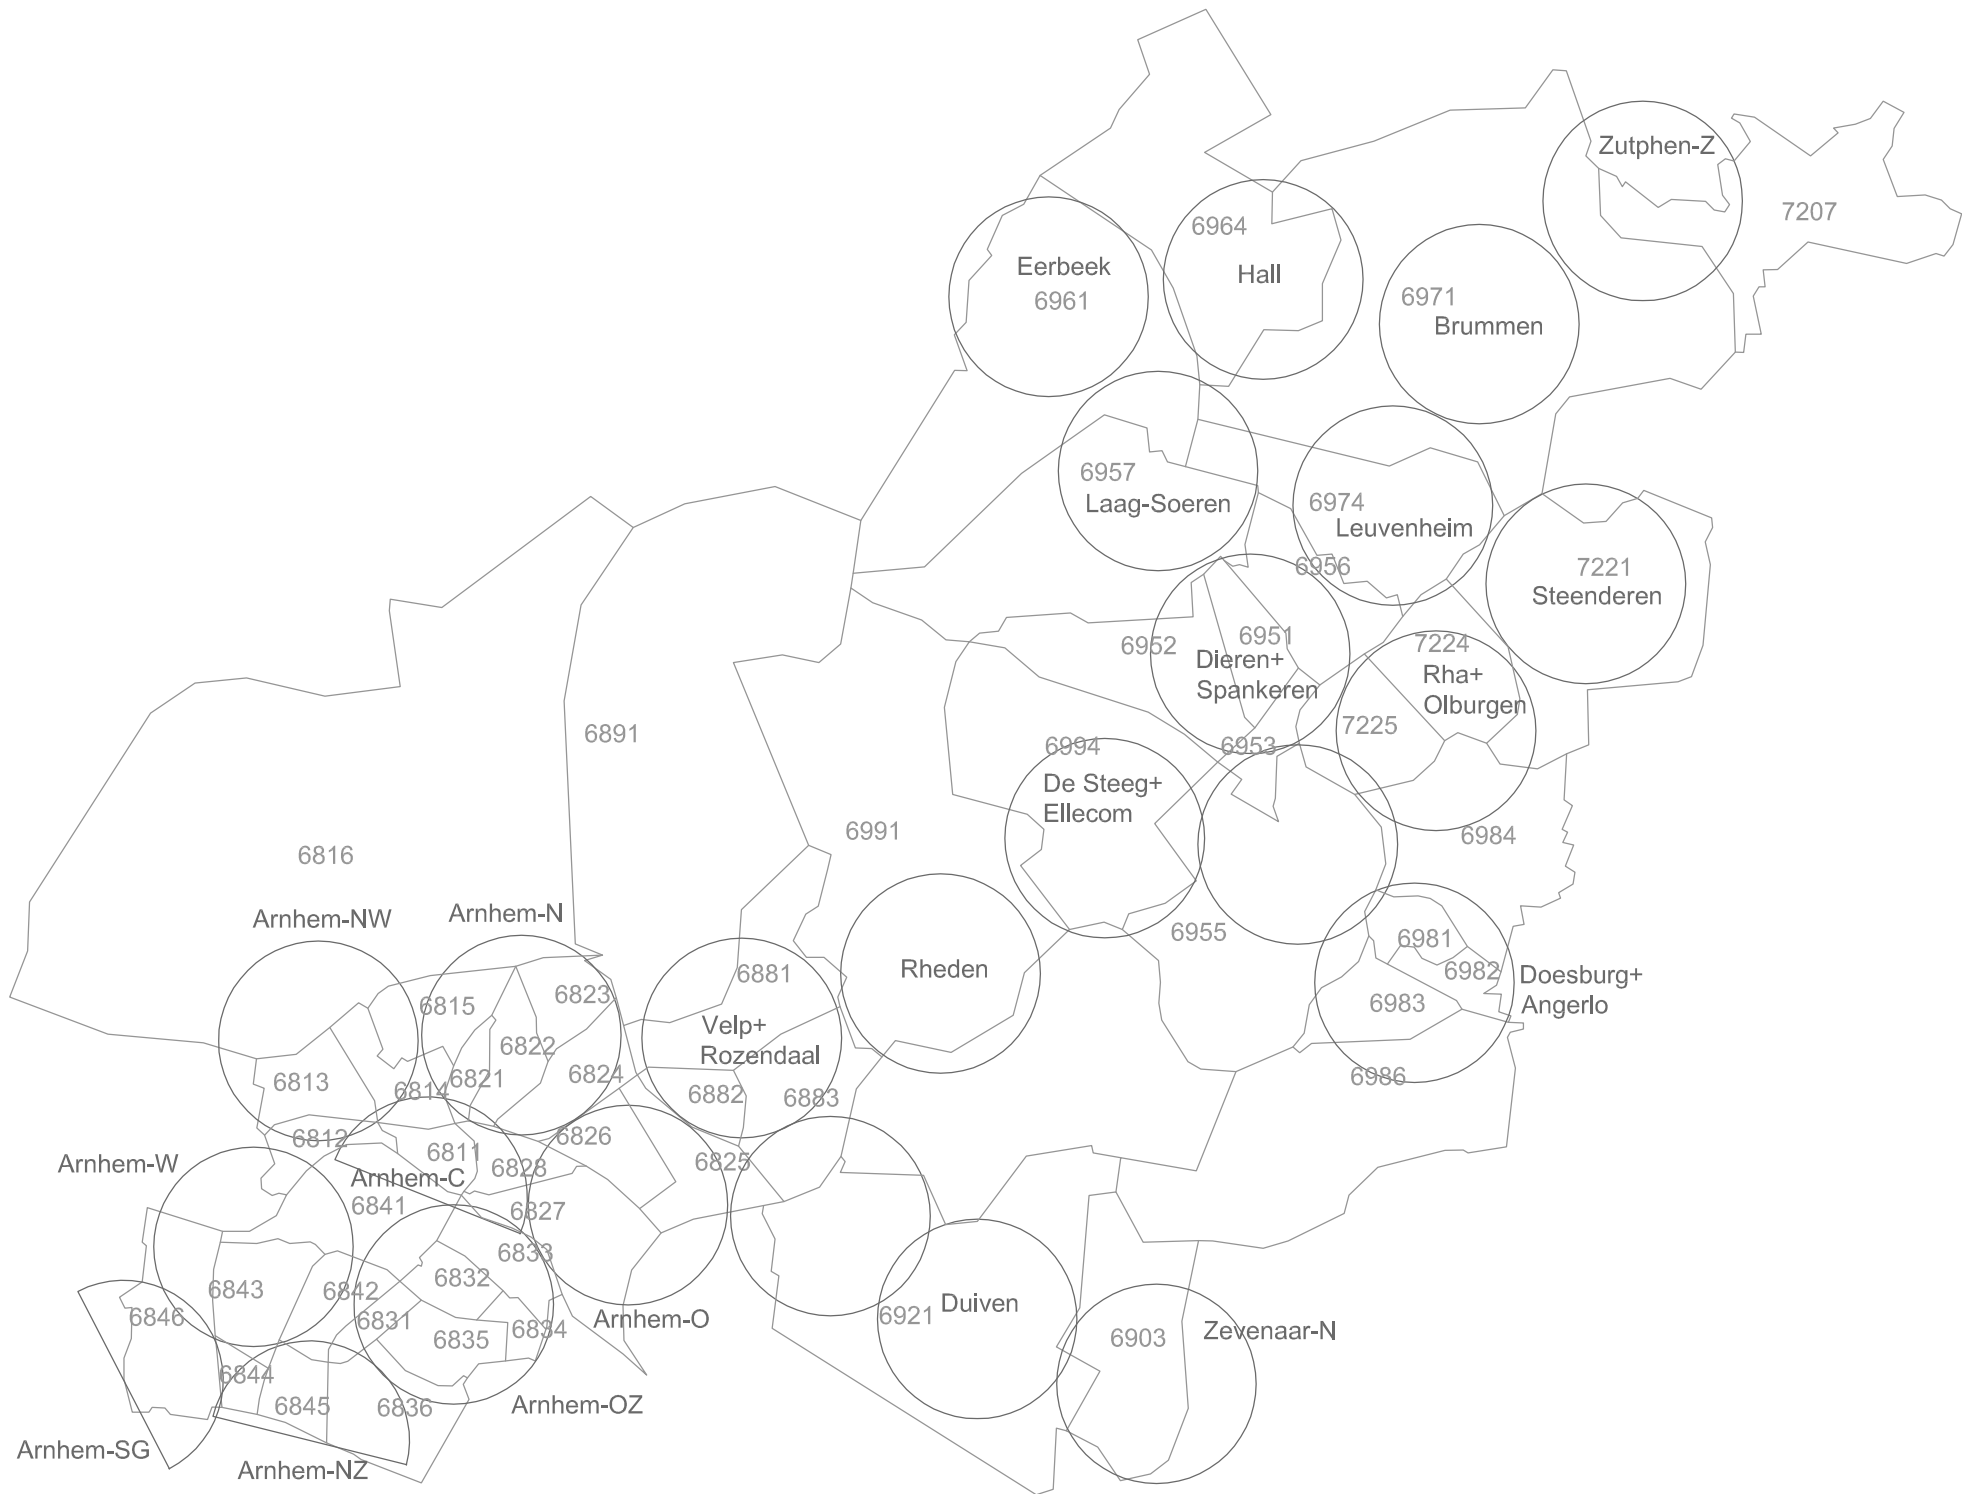 Zutphen-Z
7207
6964
Eerbeek
Hall
6961
6971
Brummen
6957
Laag-Soeren
6974
Leuvenheim
6956
7221
Steenderen
6952
6951
7224
Dieren+
Spankeren
Rha+
Olburgen
7225
6891
6994
6953
De Steeg+
Ellecom
6991
6984
6816
Arnhem-NW
Arnhem-N
6955
6981
6982
Doesburg+
Angerlo
6983
Rheden
6881
6823
6815
Velp+
Rozendaal
6822
6824
6821
6813
6814
6882
6883
6986
6812
6826
6811
6828
6825
Arnhem-W
Arnhem-C
6841
6827
6833
6832
6843
6842
6831
6835
6834
6846
Arnhem-O
6921
Duiven
6903
Zevenaar-N
6844
6845
6836
Arnhem-OZ
Arnhem-SG
Arnhem-NZ